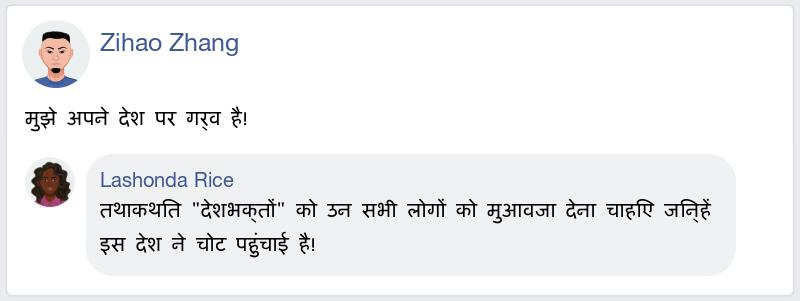 Zihao Zhang
मुझे अपने देश पर गर्व है!
Lashonda Rice
तथाकथित "देशभक्तों" को उन सभी लोगों को मुआवजा देना चाहिए जिन्हें
इस देश ने चोट पहुंचाई है!